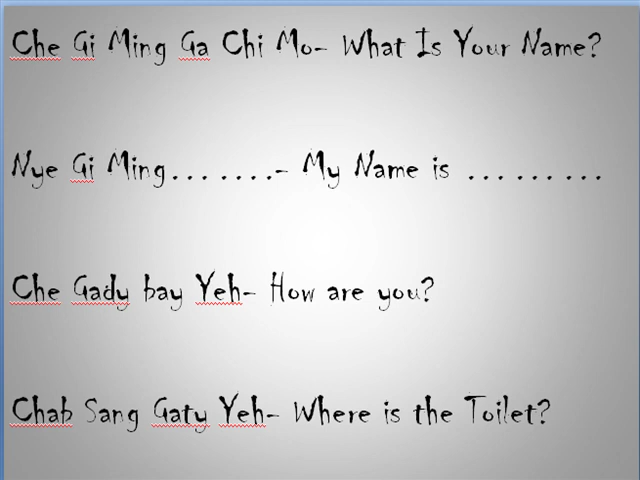 Che Gi Ming Ga Chi Mo- What Is Your Name?
Nye Gi Ming.......- My Name is .........
Che Gady bay Yeh- How are you?
Chab Sang Gaty Yeh- Where is the Toilet?